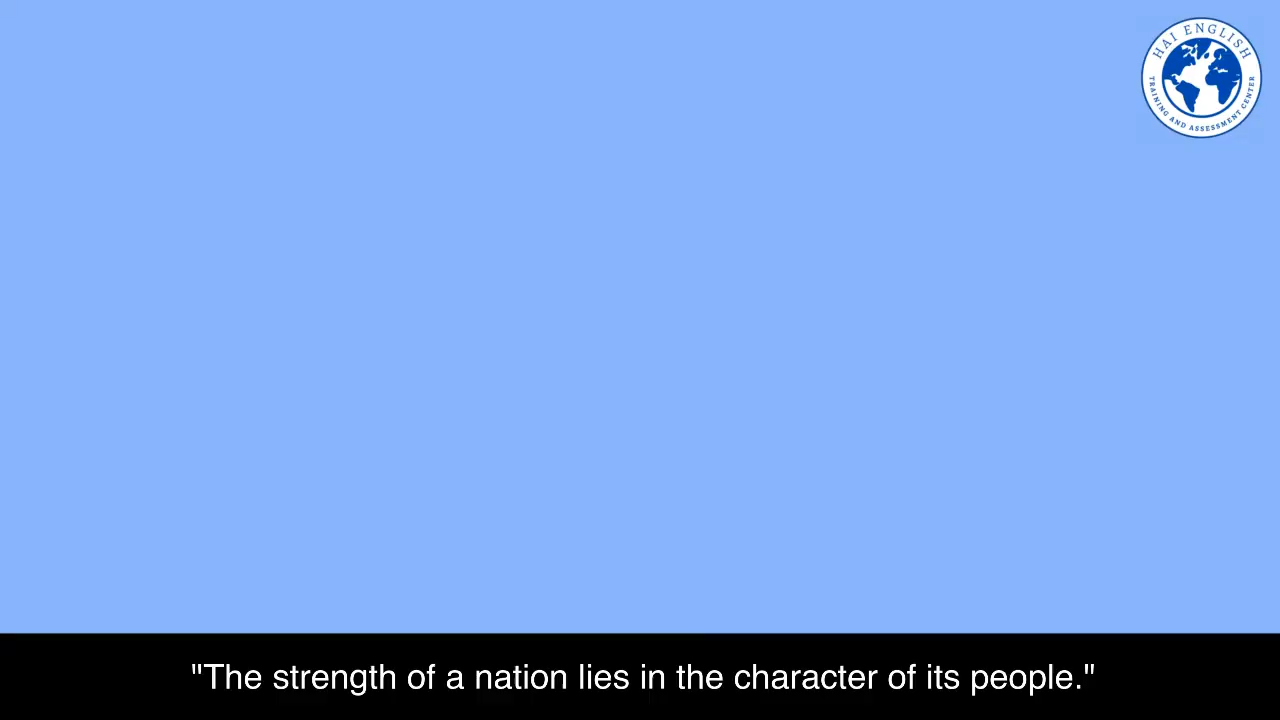 HAI ENGLISH
TRAINING AND ASSESSMENT CENTER
"The strength of a nation lies in the character of its people."